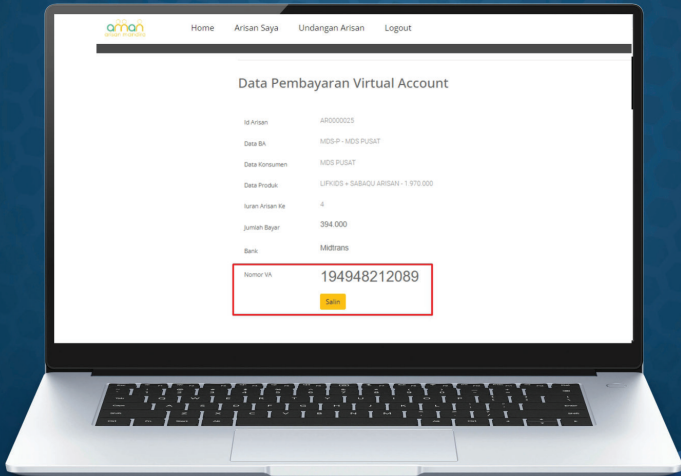 aman
Home Arisan Saya Undangan Arisan Logout
Data Pembayaran Virtual Account
Id Arisan AR0000025
Data BA MDS-P - MDS PUSAT
Data Konsumen MDS PUSAT
Data Produk LIFKIDS + SABAQU ARISAN - 1.970.000
Iuran Arisan Ke 4
Jumlah Bayar 394.000
Bank Midtrans
Nomor VA 194948212089
Salin